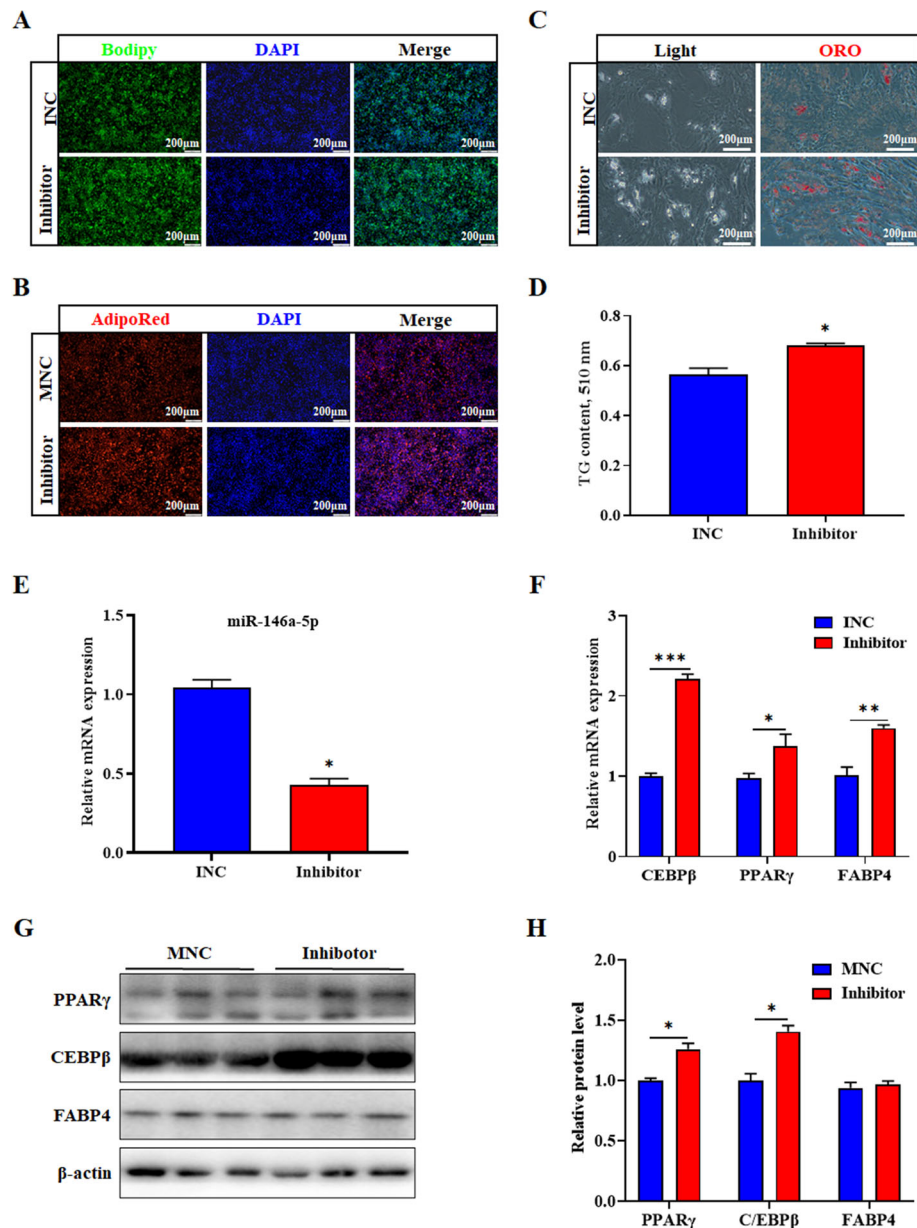 A
Bodipy DAPI Merge
INC
200μm 200μm 200μm
Inhibitor
200μm 200μm 200μm
C
Light ORO
INC
200μm 200μm
Inhibitor
200μm 200μm
B
AdipoRed DAPI Merge
MNC
200μm 200μm 200μm
Inhibitor
200μm 200μm 200μm
D
TG content, 510 nm
0.8
0.6
0.4
0.2
0.0
*
INC Inhibitor
E
miR-146a-5p
Relative mRNA expression
1.5
1.0
0.5
0.0
*
INC Inhibitor
F
Relative mRNA expression
3
2
1
0
INC
Inhibitor
*** * **
CEBPβ PPARγ FABP4
G
MNC Inhibotor
PPARγ
CEBPβ
FABP4
β-actin
H
Relative protein level
2.0
1.5
1.0
0.5
0.0
MNC
Inhibitor
* *
PPARγ C/EBPβ FABP4